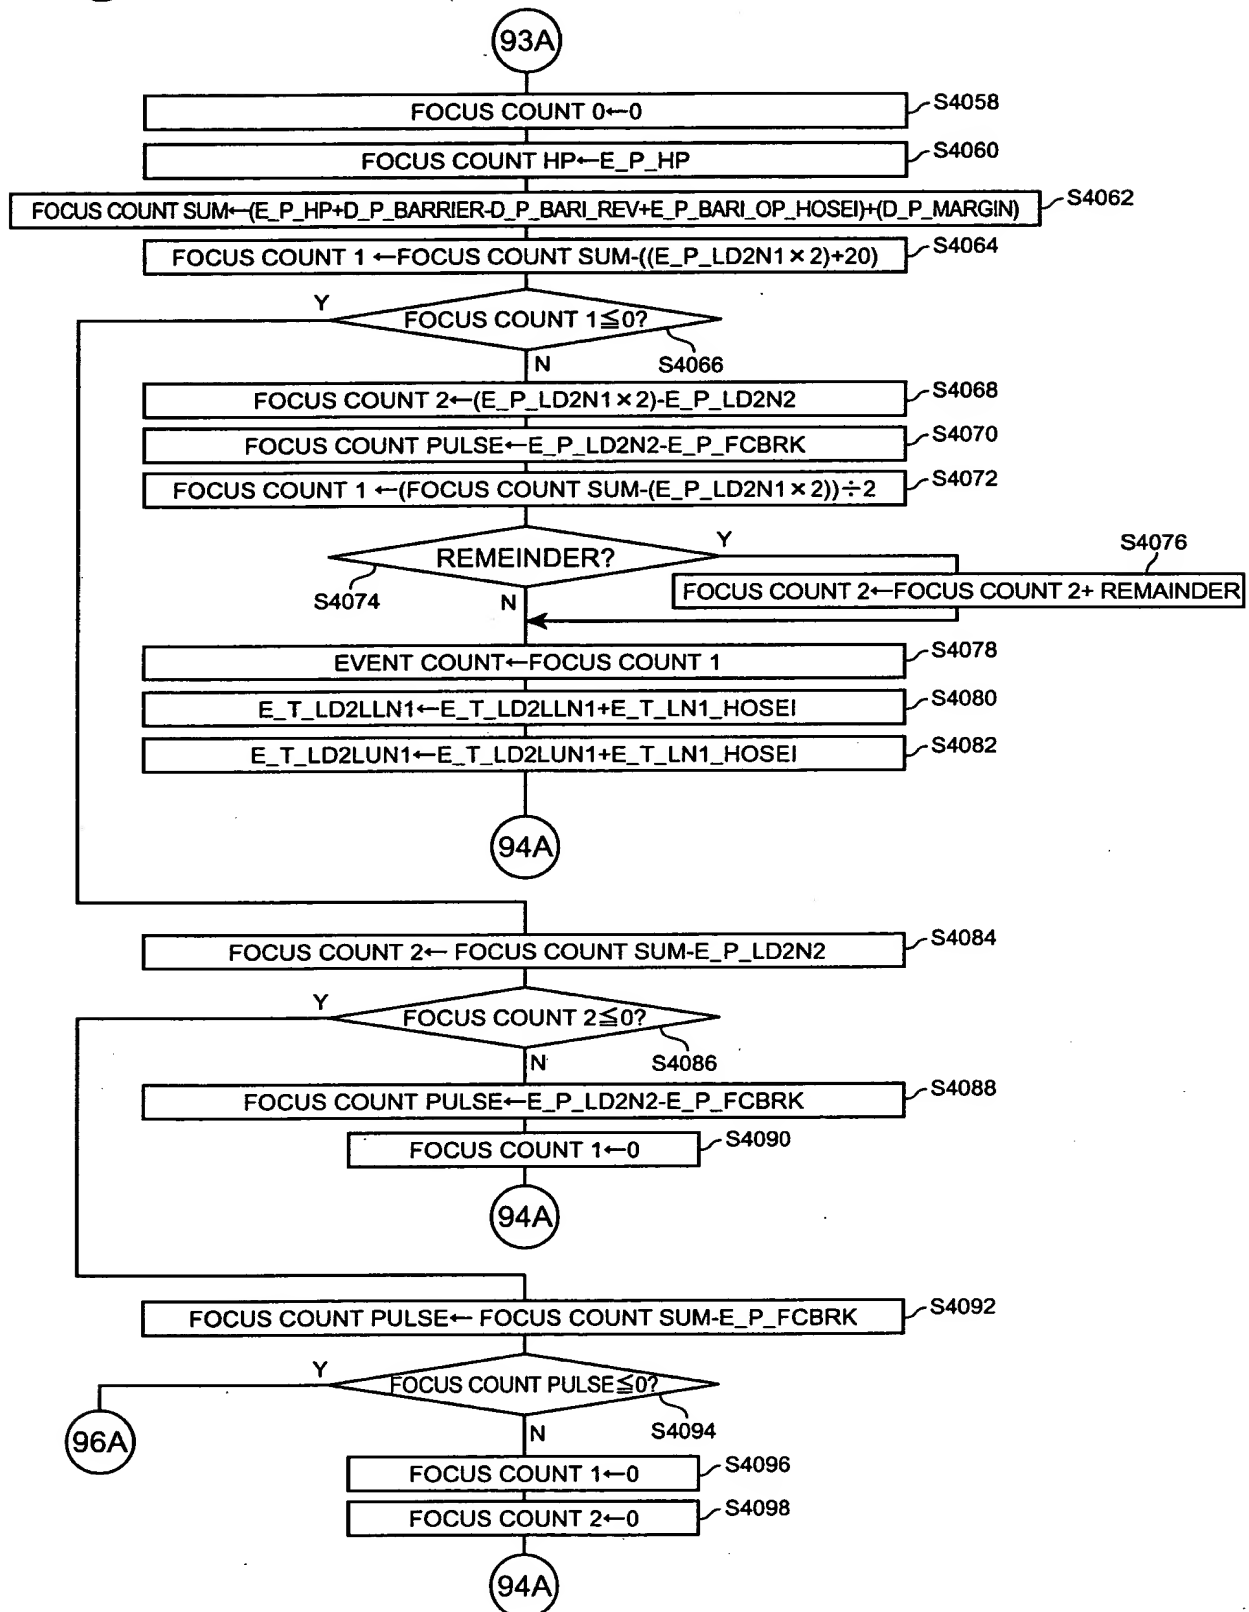 93A
FOCUS COUNT 0←0 S4058
FOCUS COUNT HP←E_P_HP S4060
FOCUS COUNT SUM←(E_P_HP+D_P_BARRIER-D_P_BARI_REV+E_P_BARI_OP_HOSEI)+(D_P_MARGIN) S4062
FOCUS COUNT 1 ←FOCUS COUNT SUM-((E_P_LD2N1×2)+20) S4064
Y
FOCUS COUNT 1≦0?
S4066
N
FOCUS COUNT 2←(E_P_LD2N1×2)-E_P_LD2N2 S4068
FOCUS COUNT PULSE←E_P_LD2N2-E_P_FCBRK S4070
FOCUS COUNT 1 ←(FOCUS COUNT SUM-(E_P_LD2N1×2))÷2 S4072
REMEINDER?
Y
S4076
S4074
FOCUS COUNT 2←FOCUS COUNT 2+ REMAINDER
N
EVENT COUNT←FOCUS COUNT 1 S4078
E_T_LD2LLN1←E_T_LD2LLN1+E_T_LN1_HOSEI S4080
E_T_LD2LUN1←E_T_LD2LUN1+E_T_LN1_HOSEI S4082
94A
FOCUS COUNT 2← FOCUS COUNT SUM-E_P_LD2N2 S4084
Y
FOCUS COUNT 2≦0?
S4086
N
FOCUS COUNT PULSE←E_P_LD2N2-E_P_FCBRK S4088
FOCUS COUNT 1←0 S4090
94A
FOCUS COUNT PULSE← FOCUS COUNT SUM-E_P_FCBRK S4092
Y
FOCUS COUNT PULSE≦0?
S4094
96A
N
FOCUS COUNT 1←0 S4096
FOCUS COUNT 2←0 S4098
94A